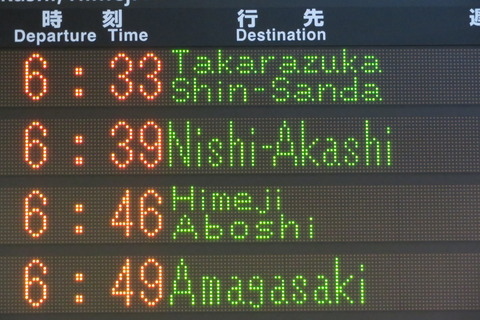 時刻 行先
Departure Time Destination
6:33 Takarazuka
Shin-Sanda
6:39 Nishi-Akashi
6:46 Himeji
Aboshi
6:49 Amagasaki